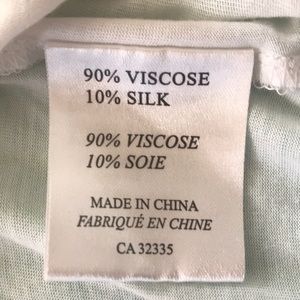 90% VISCOSE
10% SILK
90% VISCOSE
10% SOIE
MADE IN CHINA
FABRIQUÉ EN CHINE
CA 32335